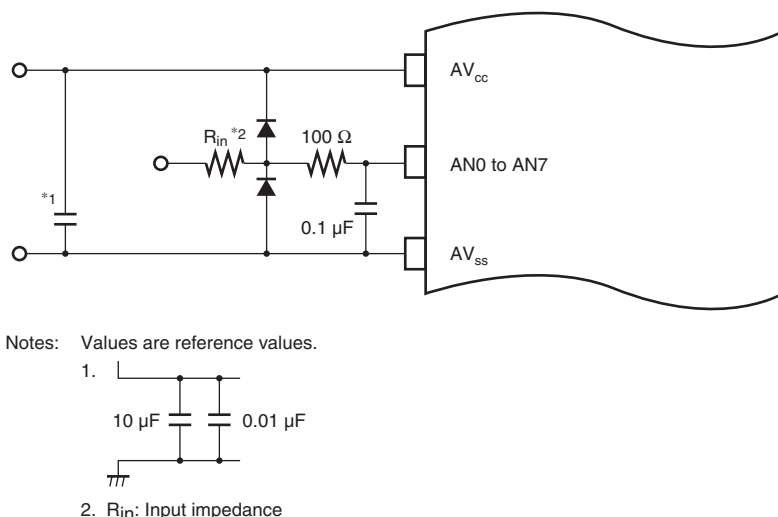 AVcc
Rin *2
100 Ω
AN0 to AN7
*1
0.1 µF
AVss
Notes: Values are reference values.
1.
10 µF
0.01 µF
2. Rin: Input impedance